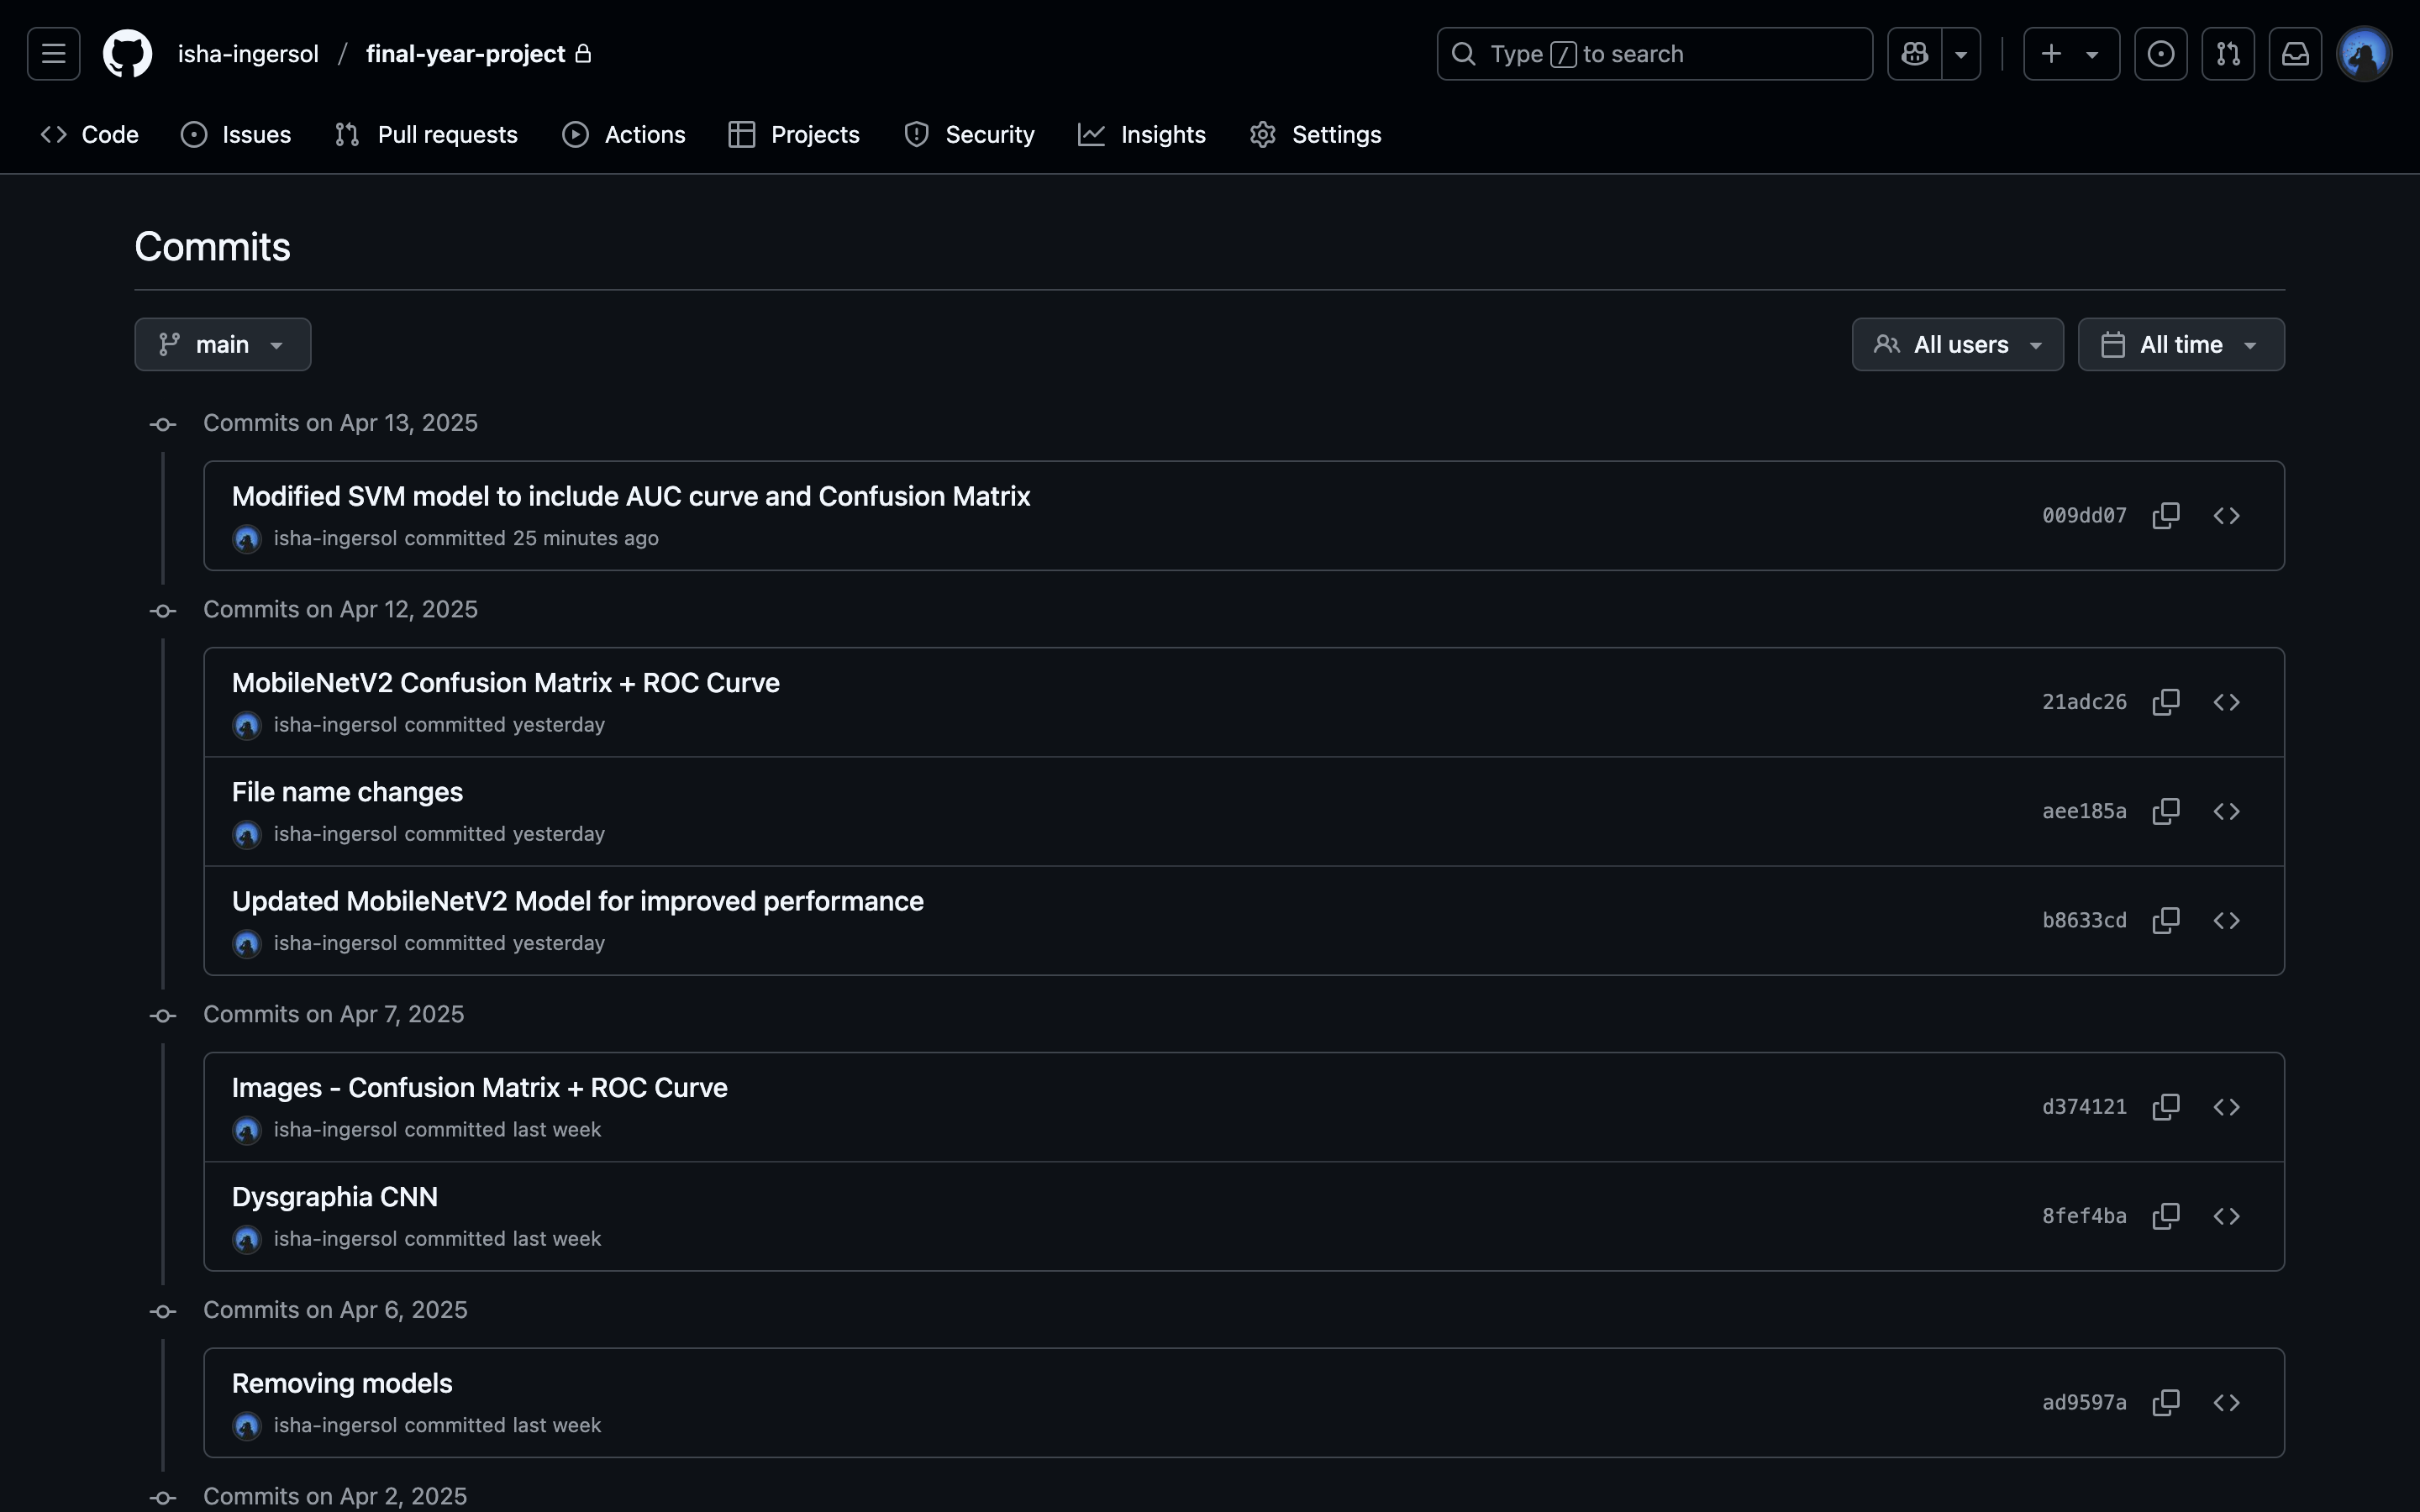 isha-ingersol / final-year-project
Type / to search
Code
Issues
Pull requests
Actions
Projects
Security
Insights
Settings
Commits
main
All users
All time
Commits on Apr 13, 2025
Modified SVM model to include AUC curve and Confusion Matrix
isha-ingersol committed 25 minutes ago
009dd07
Commits on Apr 12, 2025
MobileNetV2 Confusion Matrix + ROC Curve
isha-ingersol committed yesterday
21adc26
File name changes
isha-ingersol committed yesterday
aee185a
Updated MobileNetV2 Model for improved performance
isha-ingersol committed yesterday
b8633cd
Commits on Apr 7, 2025
Images - Confusion Matrix + ROC Curve
isha-ingersol committed last week
d374121
Dysgraphia CNN
isha-ingersol committed last week
8fef4ba
Commits on Apr 6, 2025
Removing models
isha-ingersol committed last week
ad9597a
Commits on Apr 2, 2025